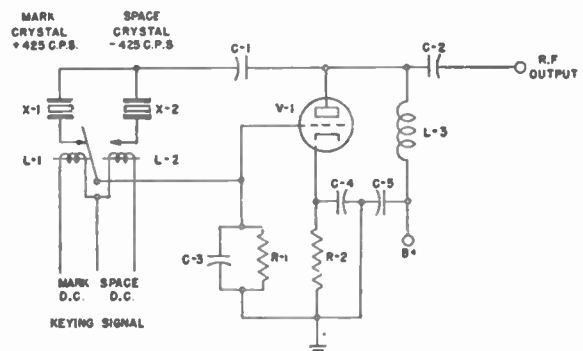 MARK
CRYSTAL
+425 C.P.S.
SPACE
CRYSTAL
-425 C.P.S
C-1
C-2
R.F
OUTPUT
X-1
X-2
V-1
L-3
L-1
L-2
C-4
C-5
C-3
R-1
R-2
B+
MARK
D.C.
SPACE
D.C.
KEYING SIGNAL